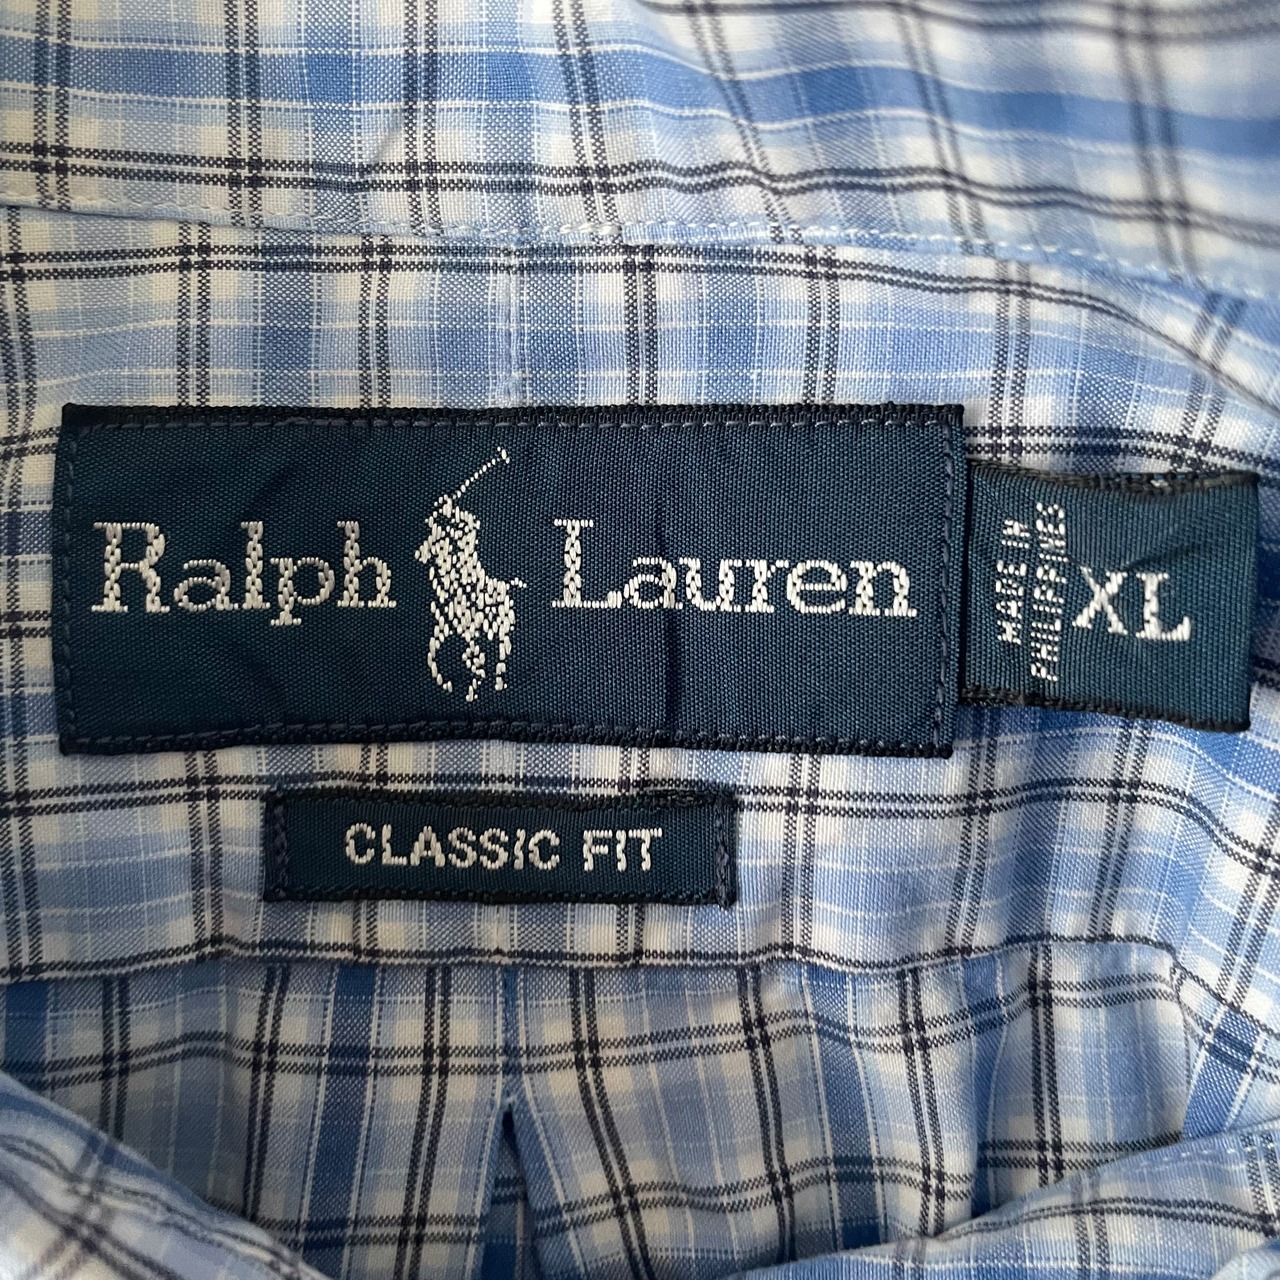 Ralph Lauren
MADE IN
PHILIPPINES
XL
CLASSIC FIT